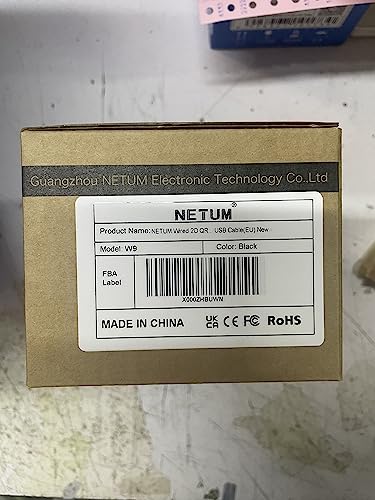 Guangzhou NETUM Electronic Technology Co.,Ltd
NETUM®
Product Name: NETUM Wired 2D QR... USB Cable(EU) New
Model: W9
Color: Black
FBA
Label
X000ZHBUWN
MADE IN CHINA
UK
CA CE FC RoHS